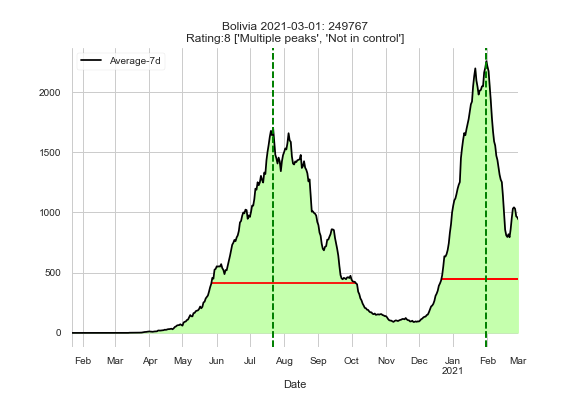 Bolivia 2021-03-01: 249767
Rating:8 ['Multiple peaks', 'Not in control']
Average-7d
2000
1500
1000
500
0
Feb Mar Apr May Jun Jul Aug Sep Oct Nov Dec Jan Feb Mar
2021
Date